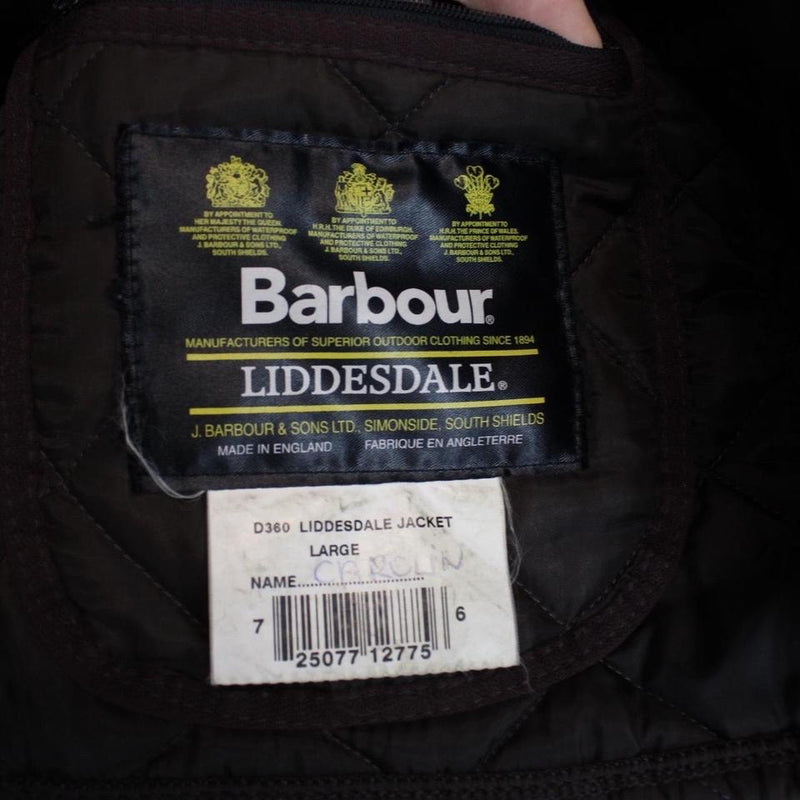 BY APPOINTMENT TO
HER MAJESTY THE QUEEN.
MANUFACTURERS OF WATERPROOF
AND PROTECTIVE CLOTHING
J. BARBOUR & SONS LTD.,
SOUTH SHIELDS.
BY APPOINTMENT TO
H.R.H. THE DUKE OF EDINBURGH.
MANUFACTURERS OF WATERPROOF
AND PROTECTIVE CLOTHING
J. BARBOUR & SONS LTD.,
SOUTH SHIELDS.
BY APPOINTMENT TO
H.R.H. THE PRINCE OF WALES.
MANUFACTURERS OF WATERPROOF
AND PROTECTIVE CLOTHING
J. BARBOUR & SONS LTD.
SOUTH SHIELDS.
Barbour®
MANUFACTURERS OF SUPERIOR OUTDOOR CLOTHING SINCE 1894
LIDDESDALE®
J. BARBOUR & SONS LTD., SIMONSIDE, SOUTH SHIELDS
MADE IN ENGLAND FABRIQUE EN ANGLETERRE
D360 LIDDESDALE JACKET
LARGE
NAME CAROLIN
7 25077 12775 6